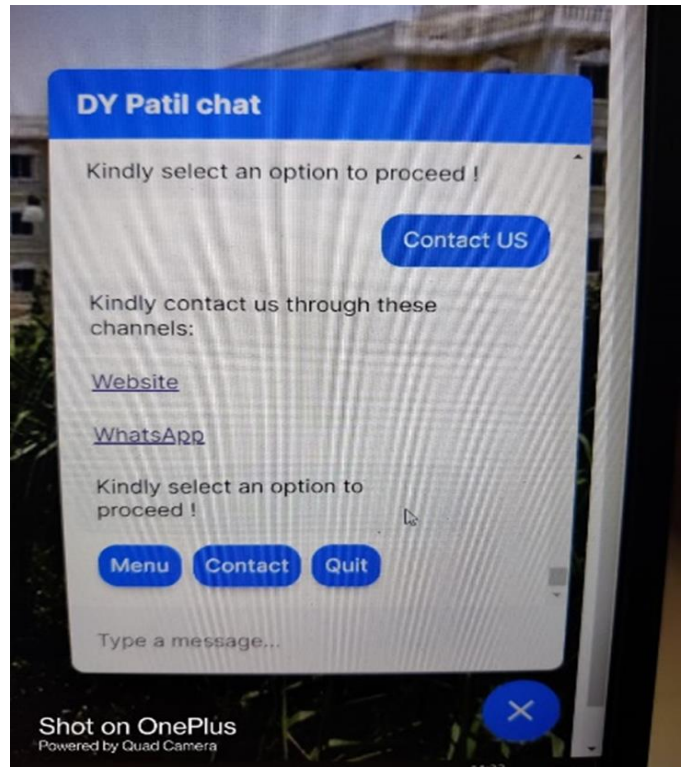 DY Patil chat
Kindly select an option to proceed !
Contact US
Kindly contact us through these
channels:
Website
WhatsApp
Kindly select an option to
proceed !
Menu Contact Quit
Type a message...
Shot on OnePlus
Powered by Quad Camera